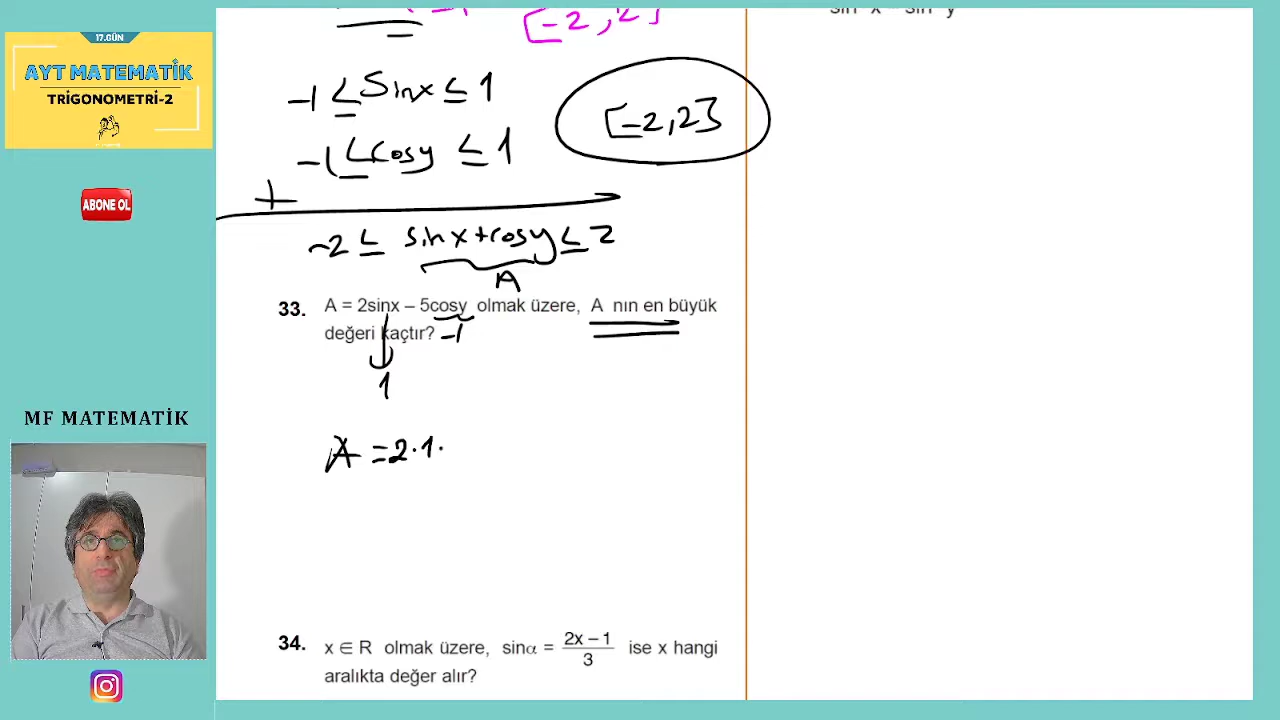 17.GÜN
AYT MATEMATİK
TRİGONOMETRİ-2
ABONE OL
MF MATEMATİK
[-2,2]
-1 ≤ Sinx ≤ 1
-1 ≤ cosy ≤ 1
[-2,2]
+
-2 ≤ sinx+cosy ≤ 2
A
33. A = 2sinx – 5cosy olmak üzere, A nın en büyük
değeri kaçtır? -1
1
A = 2·1·
34. x ∈ R olmak üzere, sinα = (2x – 1)/3 ise x hangi
aralıkta değer alır?